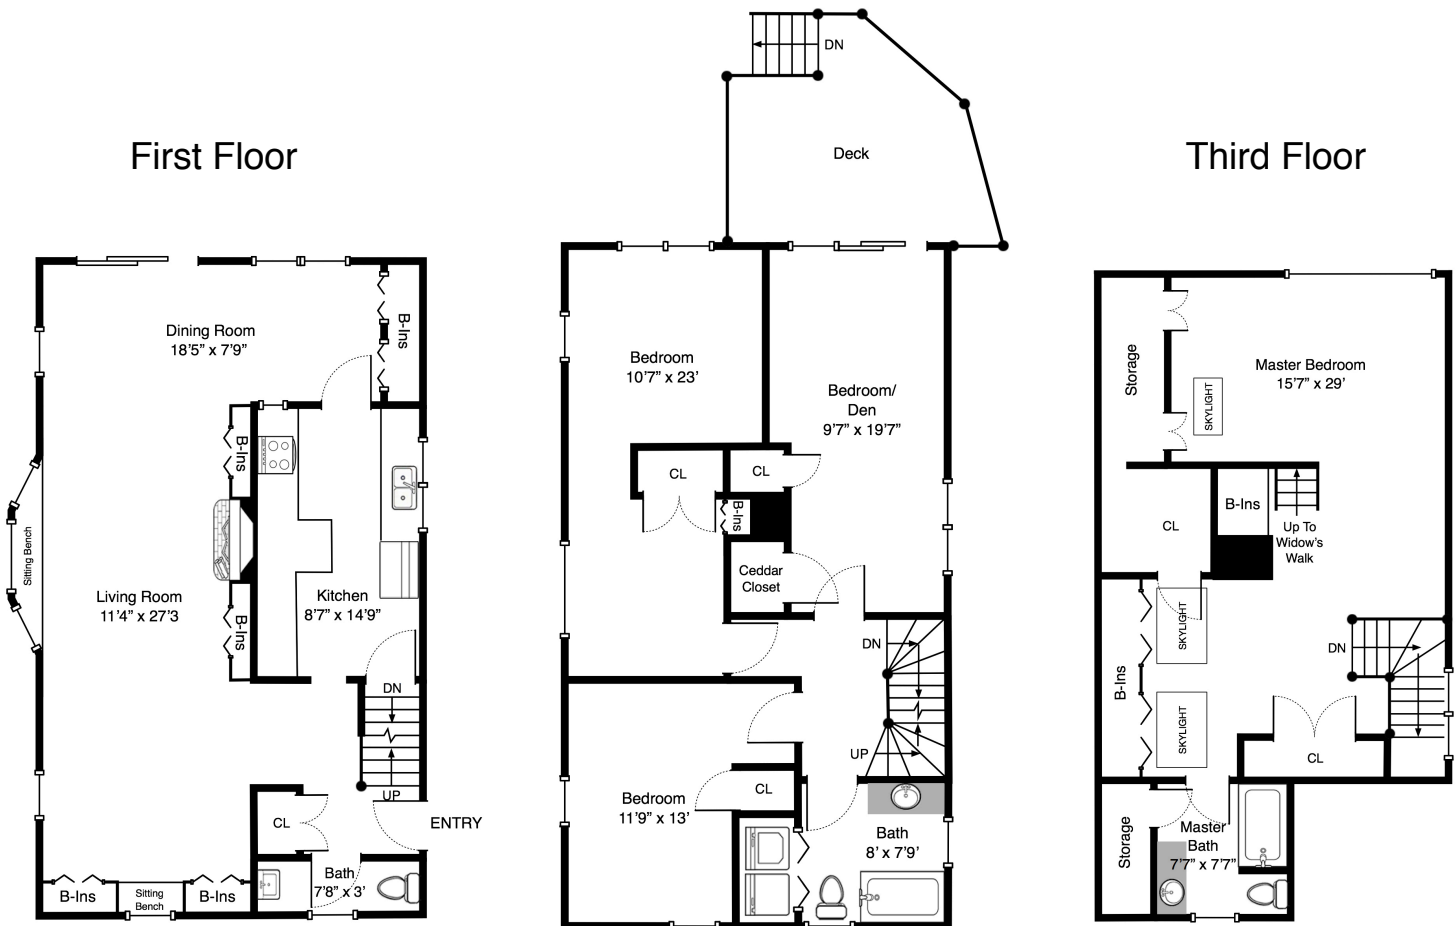 First Floor
Dining Room
18'5" x 7'9"
B-Ins
B-Ins
Sitting Bench
Living Room
11'4" x 27'3
B-Ins
Kitchen
8'7" x 14'9"
DN
UP
CL
ENTRY
Bath
7'8" x 3'
B-Ins
Sitting
Bench
B-Ins
DN
Deck
Bedroom
10'7" x 23'
Bedroom/
Den
9'7" x 19'7"
CL
CL
B-Ins
Ceddar
Closet
DN
UP
Bedroom
11'9" x 13'
CL
Bath
8' x 7'9'
Third Floor
Storage
SKYLIGHT
Master Bedroom
15'7" x 29'
CL
B-Ins
Up To
Widow's
Walk
SKYLIGHT
B-Ins
SKYLIGHT
DN
CL
Storage
Master
Bath
7'7" x 7'7"